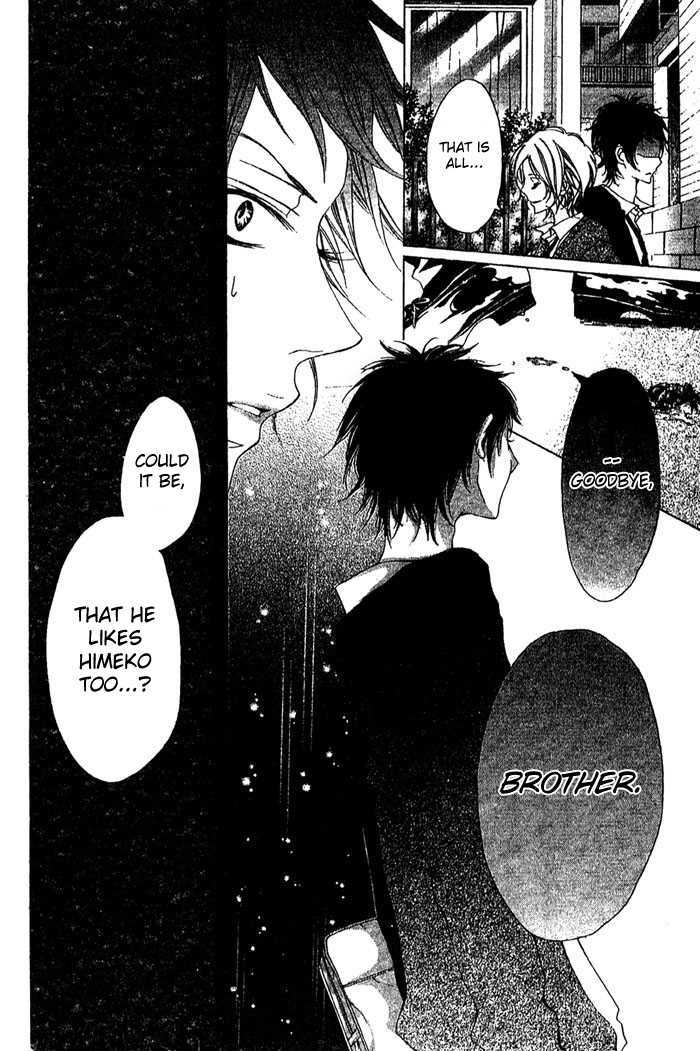 THAT IS
ALL...
--
GOODBYE,
BROTHER.
COULD
IT BE,
THAT HE
LIKES
HIMEKO
TOO...?